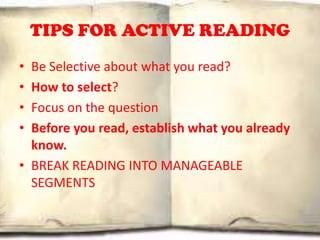 TIPS FOR ACTIVE READING
• Be Selective about what you read?
• How to select?
• Focus on the question
• Before you read, establish what you already
know.
• BREAK READING INTO MANAGEABLE
SEGMENTS